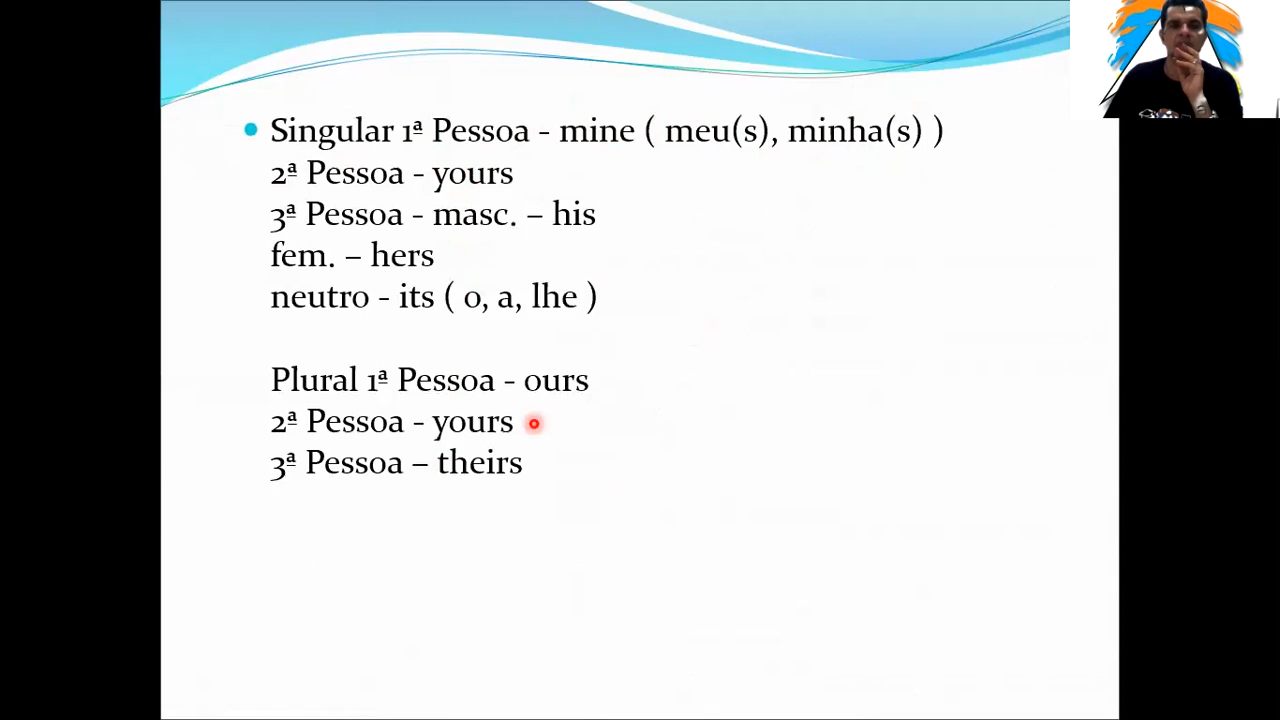 Singular 1ª Pessoa - mine ( meu(s), minha(s) )
2ª Pessoa - yours
3ª Pessoa - masc. – his
fem. – hers
neutro - its ( o, a, lhe )
Plural 1ª Pessoa - ours
2ª Pessoa - yours
3ª Pessoa – theirs